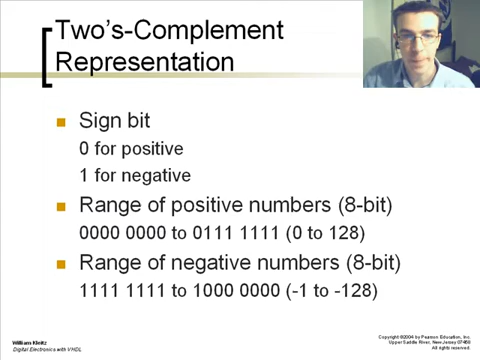 Two's-Complement
Representation
Sign bit
0 for positive
1 for negative
Range of positive numbers (8-bit)
0000 0000 to 0111 1111 (0 to 128)
Range of negative numbers (8-bit)
1111 1111 to 1000 0000 (-1 to -128)
William Kleitz
Digital Electronics with VHDL
Copyright ©2004 by Pearson Education, Inc.
Upper Saddle River, New Jersey 07458
All rights reserved.